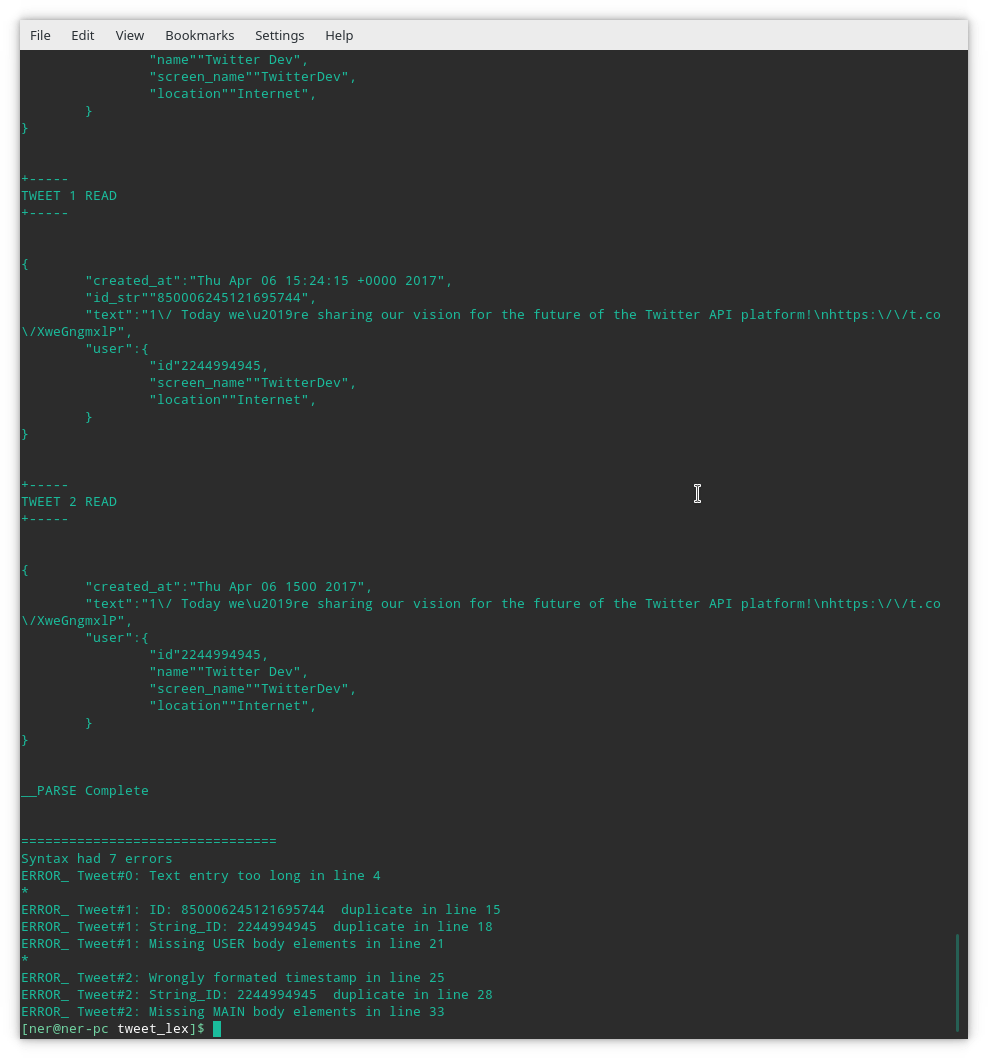 File Edit View Bookmarks Settings Help
"name""Twitter Dev",
"screen_name""TwitterDev",
"location""Internet",
}
}
+-----
TWEET 1 READ
+-----
{
"created_at":"Thu Apr 06 15:24:15 +0000 2017",
"id_str""850006245121695744",
"text":"1\/ Today we\u2019re sharing our vision for the future of the Twitter API platform!\nhttps:\/\/t.co
\/XweGngmxlP",
"user":{
"id"2244994945,
"screen_name""TwitterDev",
"location""Internet",
}
}
+-----
TWEET 2 READ
+-----
{
"created_at":"Thu Apr 06 1500 2017",
"text":"1\/ Today we\u2019re sharing our vision for the future of the Twitter API platform!\nhttps:\/\/t.co
\/XweGngmxlP",
"user":{
"id"2244994945,
"name""Twitter Dev",
"screen_name""TwitterDev",
"location""Internet",
}
}
__PARSE Complete
================================
Syntax had 7 errors
ERROR_ Tweet#0: Text entry too long in line 4
*
ERROR_ Tweet#1: ID: 850006245121695744  duplicate in line 15
ERROR_ Tweet#1: String_ID: 2244994945  duplicate in line 18
ERROR_ Tweet#1: Missing USER body elements in line 21
*
ERROR_ Tweet#2: Wrongly formated timestamp in line 25
ERROR_ Tweet#2: String_ID: 2244994945  duplicate in line 28
ERROR_ Tweet#2: Missing MAIN body elements in line 33
[ner@ner-pc tweet_lex]$